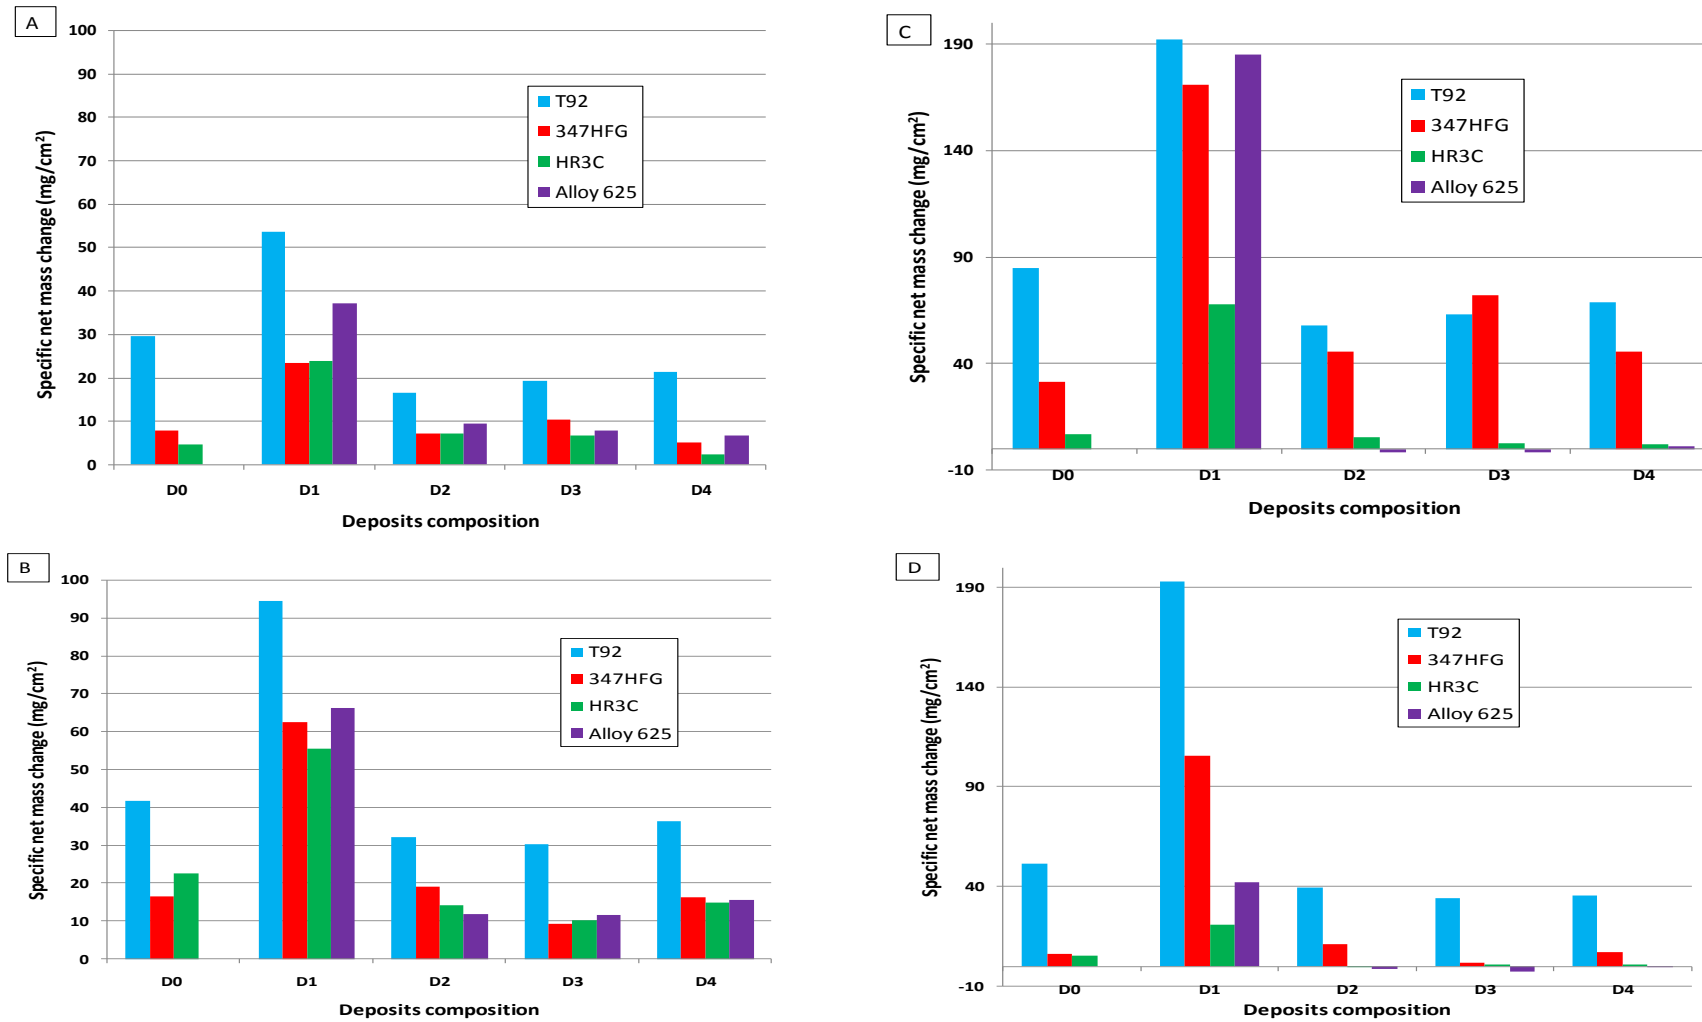 A
Specific net mass change (mg/cm²)
100
90
80
70
60
50
40
30
20
10
0
T92
347HFG
HR3C
Alloy 625
D0 D1 D2 D3 D4
Deposits composition
C
Specific net mass change (mg/cm²)
190
140
90
40
-10
T92
347HFG
HR3C
Alloy 625
D0 D1 D2 D3 D4
Deposits composition
B
Specific net mass change (mg/cm²)
100
90
80
70
60
50
40
30
20
10
0
T92
347HFG
HR3C
Alloy 625
D0 D1 D2 D3 D4
Deposits composition
D
Specific net mass change (mg/cm²)
190
140
90
40
-10
T92
347HFG
HR3C
Alloy 625
D0 D1 D2 D3 D4
Deposits composition